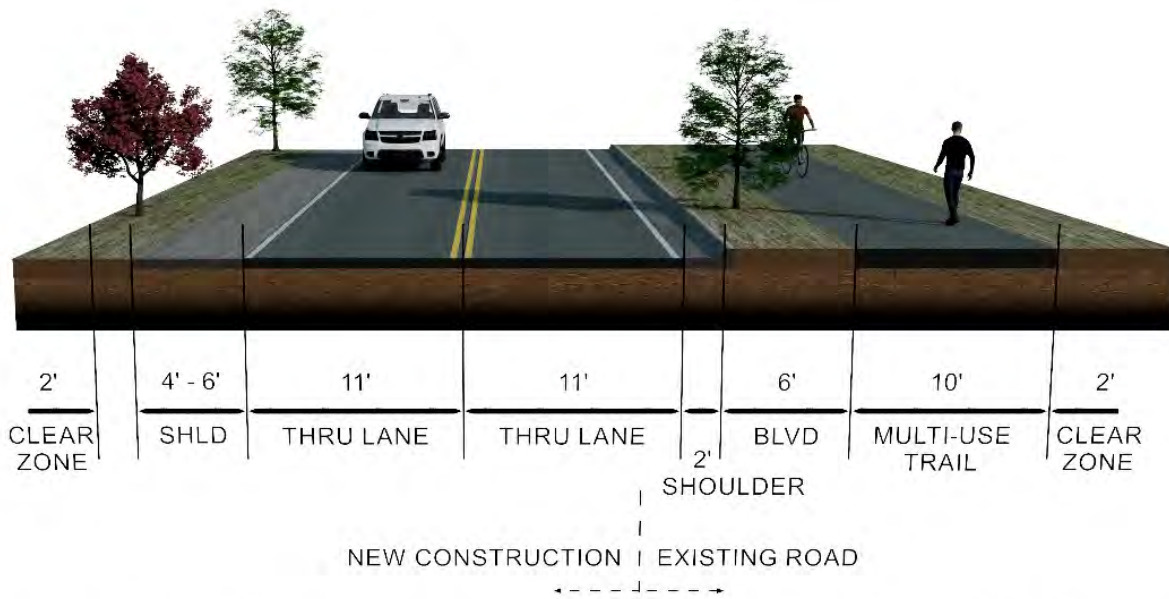 2'
4' - 6'
11'
11'
6'
10'
2'
CLEAR
ZONE
SHLD
THRU LANE
THRU LANE
2'
SHOULDER
BLVD
MULTI-USE
TRAIL
CLEAR
ZONE
NEW CONSTRUCTION
EXISTING ROAD